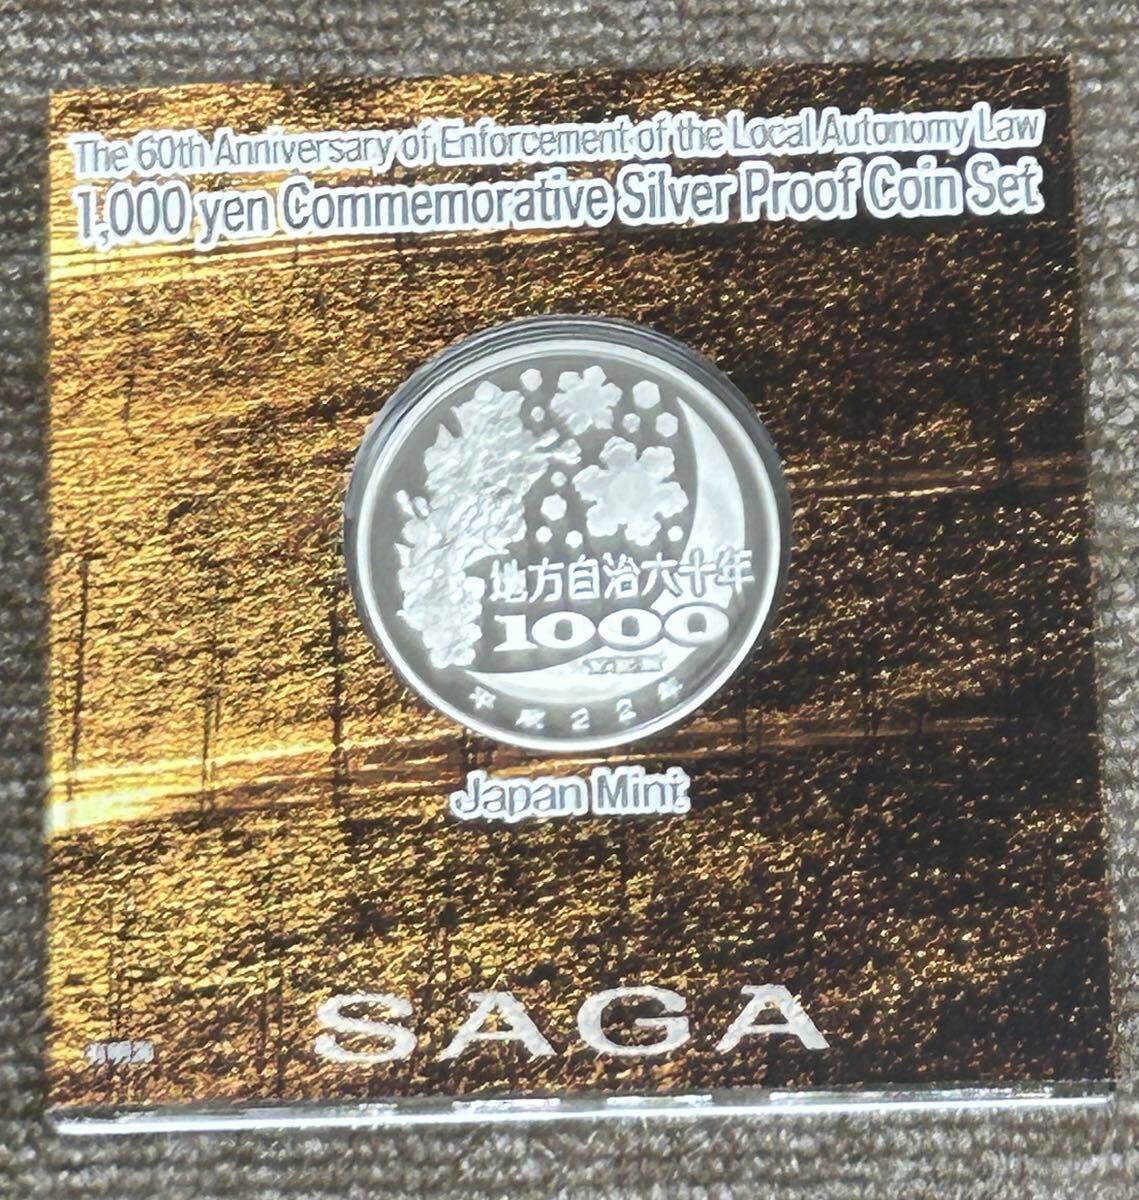 The 60th Anniversary of Enforcement of the Local Autonomy Law
1,000 yen Commemorative Silver Proof Coin Set
地方自治六十年
1000
YEN
平成22年
Japan Mint
SAGA